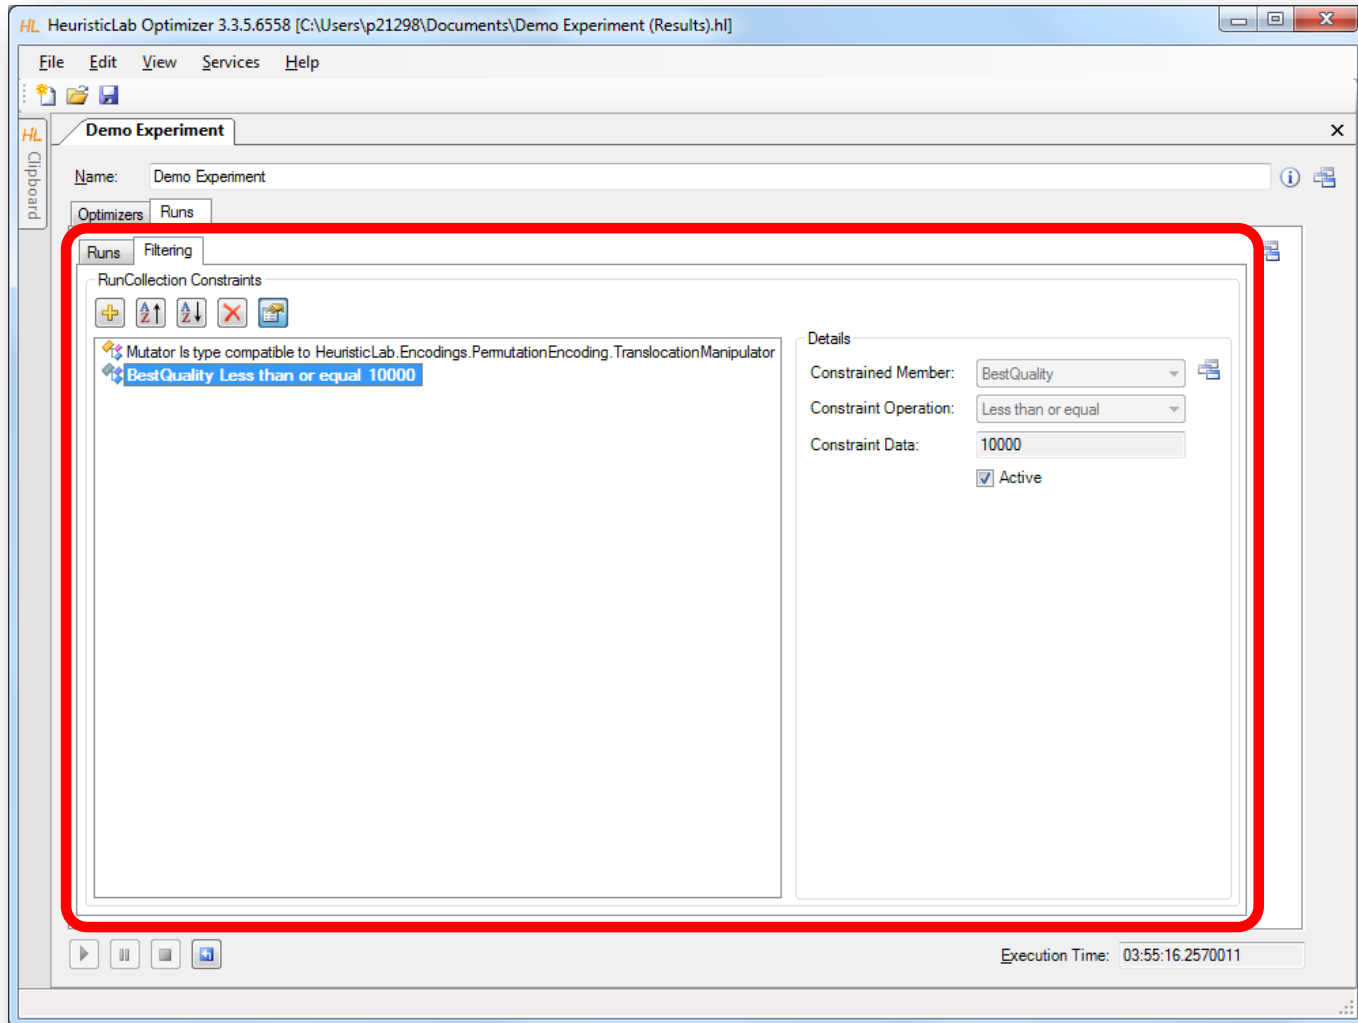 HL HeuristicLab Optimizer 3.3.5.6558 [C:\Users\p21298\Documents\Demo Experiment (Results).hl]
File Edit View Services Help
HL Clipboard
Demo Experiment
Name: Demo Experiment
Optimizers Runs
Runs Filtering
RunCollection Constraints
Mutator Is type compatible to HeuristicLab.Encodings.PermutationEncoding.TranslocationManipulator
BestQuality Less than or equal 10000
Details
Constrained Member: BestQuality
Constraint Operation: Less than or equal
Constraint Data: 10000
Active
Execution Time: 03:55:16.2570011